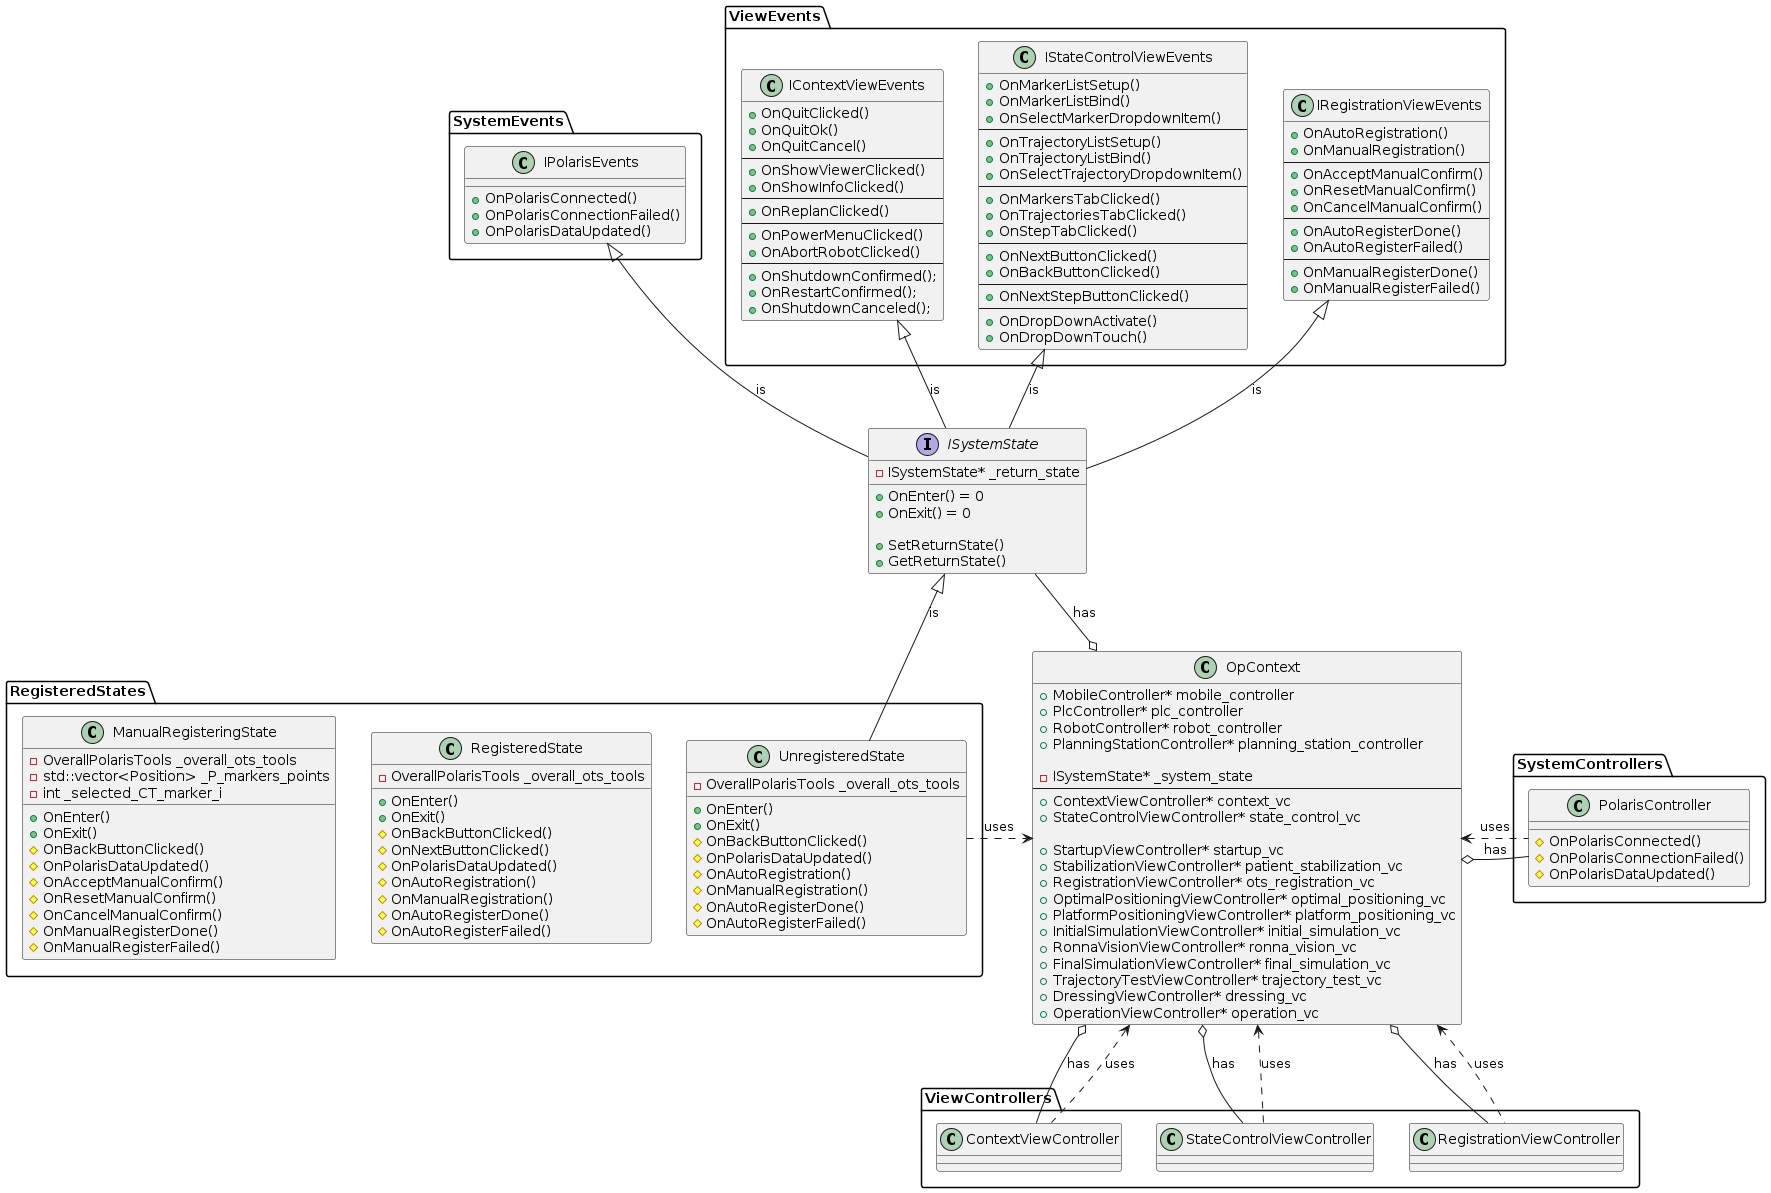 ViewEvents
IContextViewEvents
OnQuitClicked()
OnQuitOk()
OnQuitCancel()
OnShowViewerClicked()
OnShowInfoClicked()
OnReplanClicked()
OnPowerMenuClicked()
OnAbortRobotClicked()
OnShutdownConfirmed();
OnRestartConfirmed();
OnShutdownCanceled();
IStateControlViewEvents
OnMarkerListSetup()
OnMarkerListBind()
OnSelectMarkerDropdownItem()
OnTrajectoryListSetup()
OnTrajectoryListBind()
OnSelectTrajectoryDropdownItem()
OnMarkersTabClicked()
OnTrajectoriesTabClicked()
OnStepTabClicked()
OnNextButtonClicked()
OnBackButtonClicked()
OnNextStepButtonClicked()
OnDropDownActivate()
OnDropDownTouch()
IRegistrationViewEvents
OnAutoRegistration()
OnManualRegistration()
OnAcceptManualConfirm()
OnResetManualConfirm()
OnCancelManualConfirm()
OnAutoRegisterDone()
OnAutoRegisterFailed()
OnManualRegisterDone()
OnManualRegisterFailed()
SystemEvents
IPolarisEvents
OnPolarisConnected()
OnPolarisConnectionFailed()
OnPolarisDataUpdated()
is
is
is
is
ISystemState
ISystemState* _return_state
OnEnter() = 0
OnExit() = 0
SetReturnState()
GetReturnState()
is
has
RegisteredStates
ManualRegisteringState
OverallPolarisTools _overall_ots_tools
std::vector<Position> _P_markers_points
int _selected_CT_marker_i
OnEnter()
OnExit()
OnBackButtonClicked()
OnPolarisDataUpdated()
OnAcceptManualConfirm()
OnResetManualConfirm()
OnCancelManualConfirm()
OnManualRegisterDone()
OnManualRegisterFailed()
RegisteredState
OverallPolarisTools _overall_ots_tools
OnEnter()
OnExit()
OnBackButtonClicked()
OnNextButtonClicked()
OnPolarisDataUpdated()
OnAutoRegistration()
OnManualRegistration()
OnAutoRegisterDone()
OnAutoRegisterFailed()
UnregisteredState
OverallPolarisTools _overall_ots_tools
OnEnter()
OnExit()
OnBackButtonClicked()
OnPolarisDataUpdated()
OnAutoRegistration()
OnManualRegistration()
OnAutoRegisterDone()
OnAutoRegisterFailed()
uses
OpContext
MobileController* mobile_controller
PlcController* plc_controller
RobotController* robot_controller
PlanningStationController* planning_station_controller
ISystemState* _system_state
ContextViewController* context_vc
StateControlViewController* state_control_vc
StartupViewController* startup_vc
StabilizationViewController* patient_stabilization_vc
RegistrationViewController* ots_registration_vc
OptimalPositioningViewController* optimal_positioning_vc
PlatformPositioningViewController* platform_positioning_vc
InitialSimulationViewController* initial_simulation_vc
RonnaVisionViewController* ronna_vision_vc
FinalSimulationViewController* final_simulation_vc
TrajectoryTestViewController* trajectory_test_vc
DressingViewController* dressing_vc
OperationViewController* operation_vc
uses
has
SystemControllers
PolarisController
OnPolarisConnected()
OnPolarisConnectionFailed()
OnPolarisDataUpdated()
has
uses
has
uses
has
uses
ViewControllers
ContextViewController
StateControlViewController
RegistrationViewController